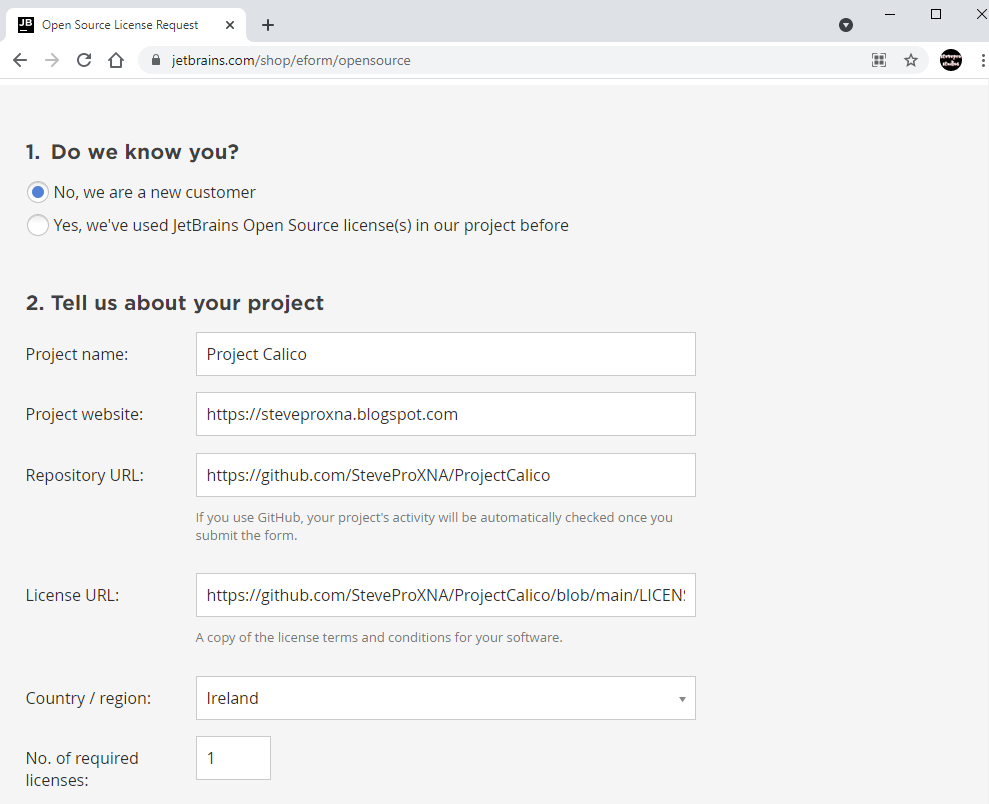 JB
Open Source License Request
jetbrains.com/shop/eform/opensource
1. Do we know you?
No, we are a new customer
Yes, we've used JetBrains Open Source license(s) in our project before
2. Tell us about your project
Project name:
Project Calico
Project website:
https://steveproxna.blogspot.com
Repository URL:
https://github.com/SteveProXNA/ProjectCalico
If you use GitHub, your project's activity will be automatically checked once you
submit the form.
License URL:
https://github.com/SteveProXNA/ProjectCalico/blob/main/LICENS
A copy of the license terms and conditions for your software.
Country / region:
Ireland
No. of required
licenses:
1